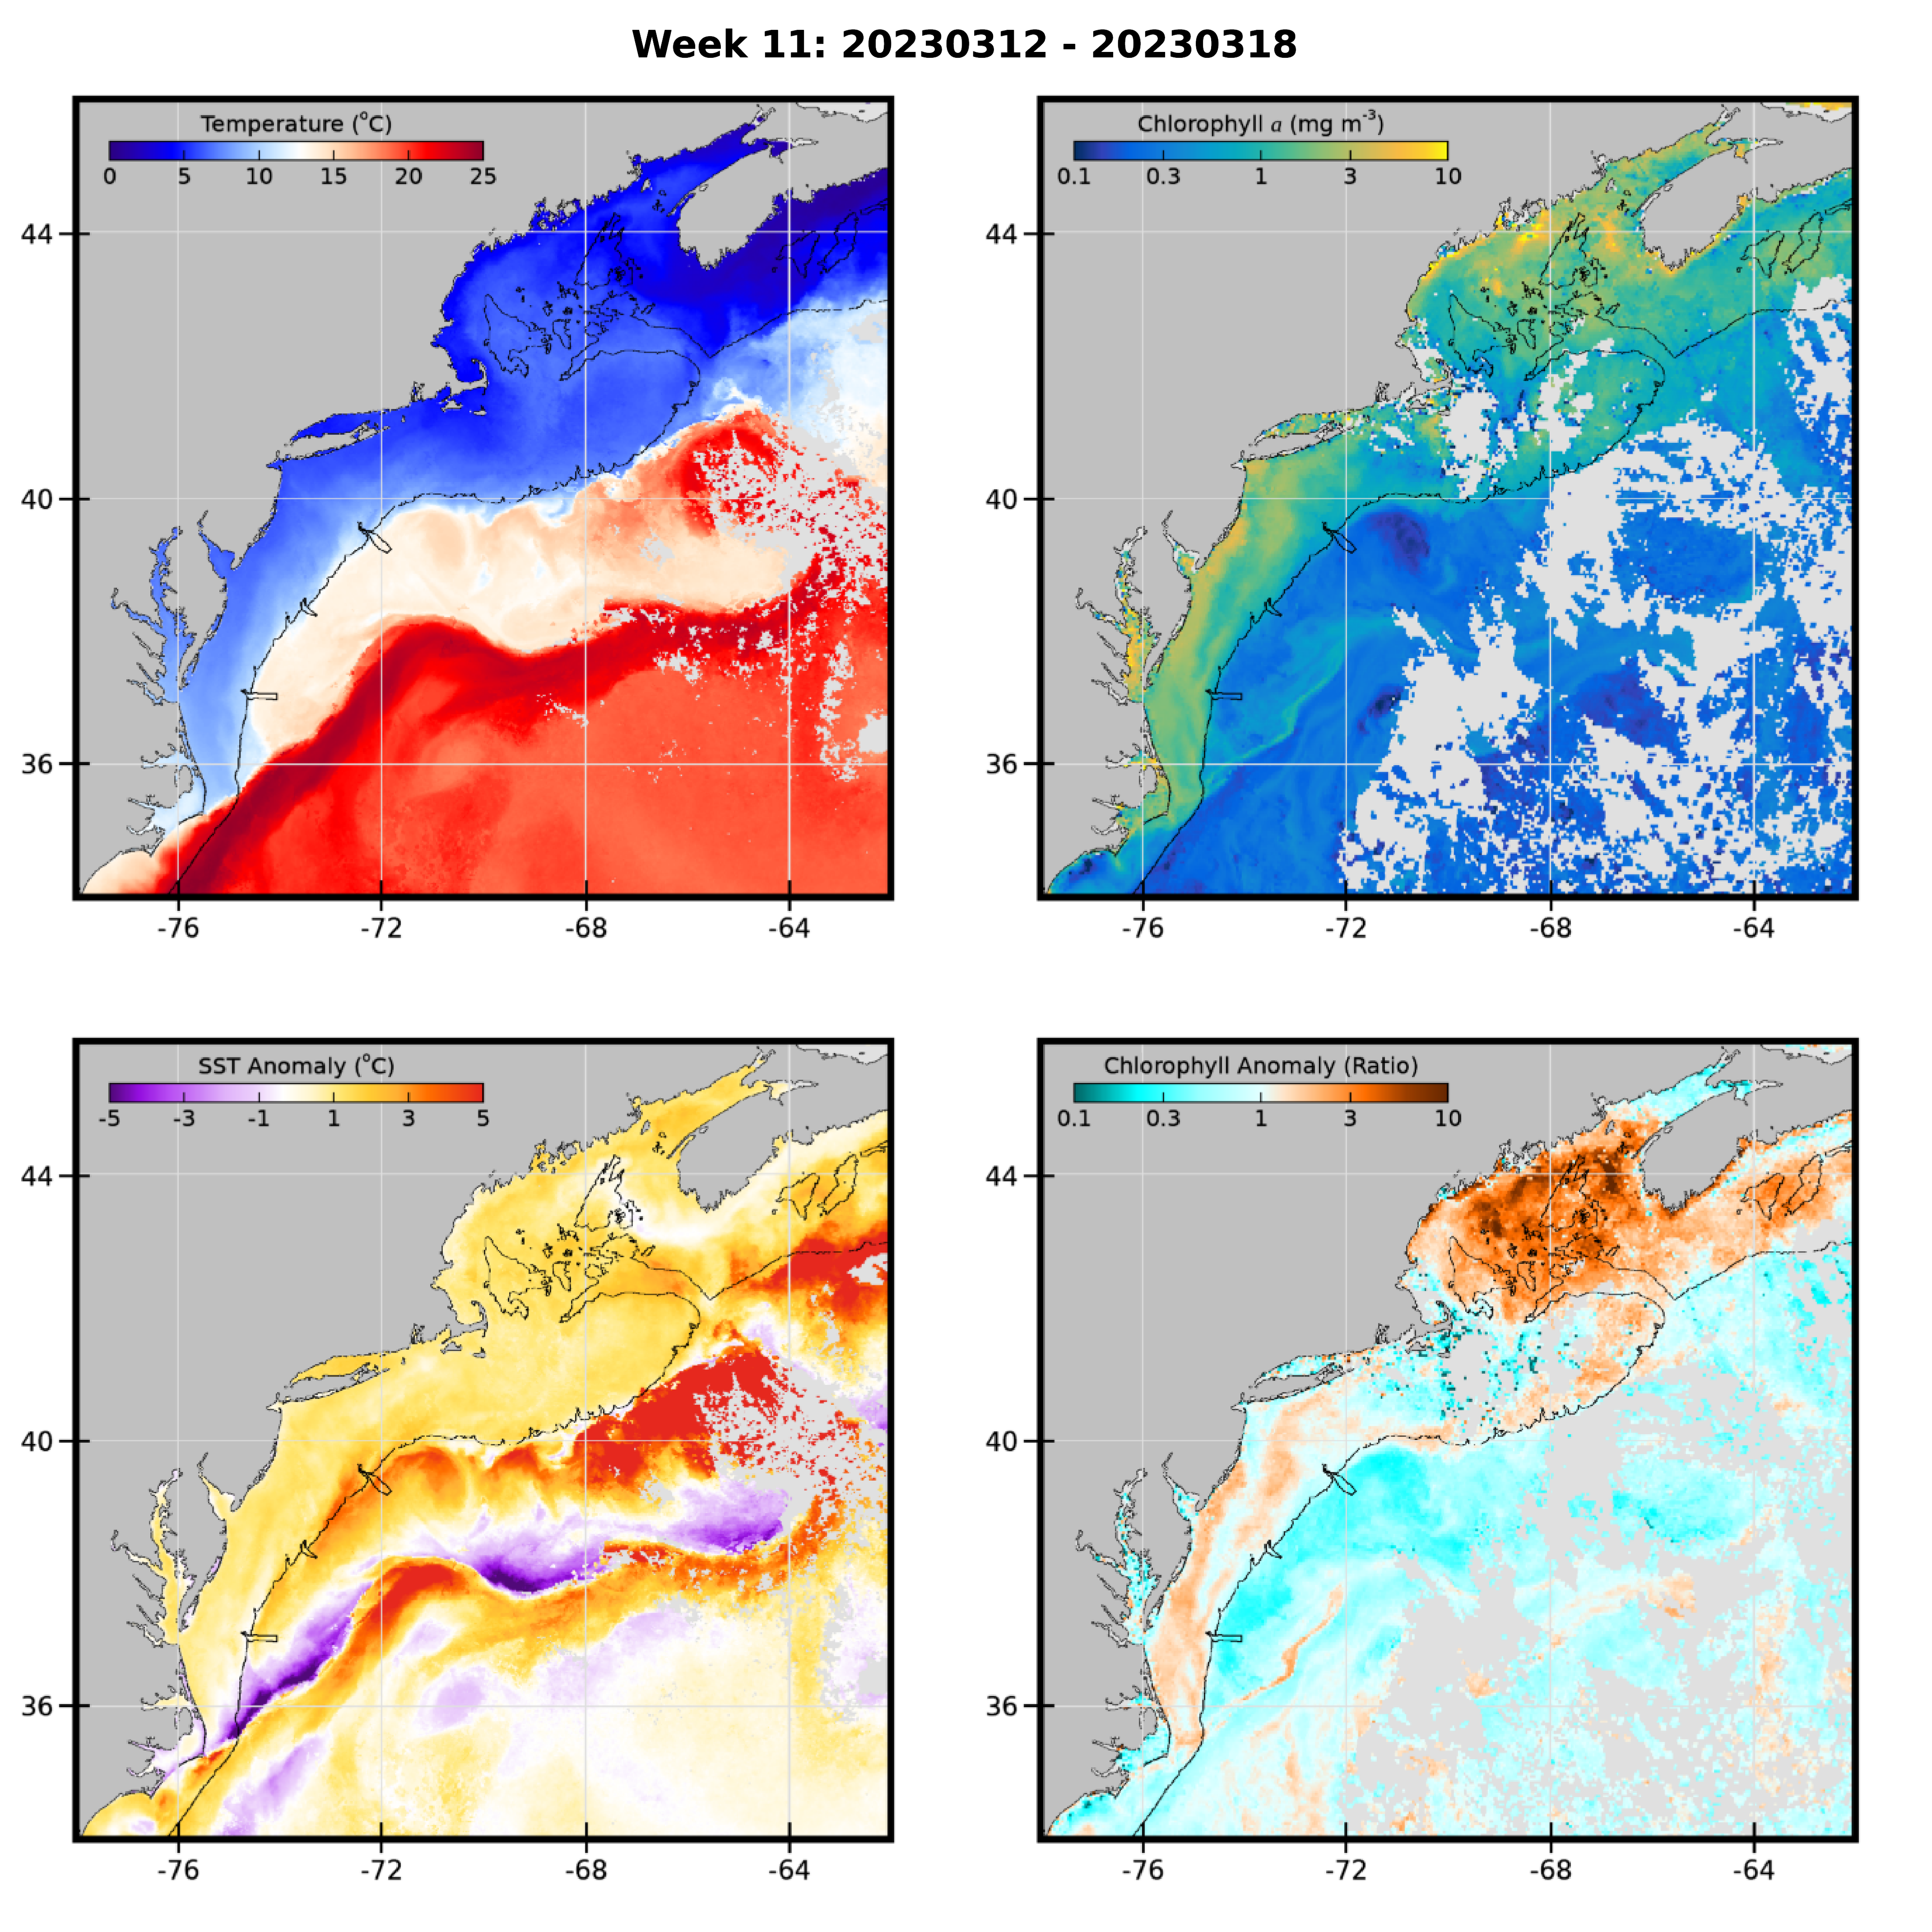 Week 11: 20230312 - 20230318
Temperature (°C)
0 5 10 15 20 25
44
40
36
-76 -72 -68 -64
Chlorophyll a (mg m⁻³)
0.1 0.3 1 3 10
44
40
36
-76 -72 -68 -64
SST Anomaly (°C)
-5 -3 -1 1 3 5
44
40
36
-76 -72 -68 -64
Chlorophyll Anomaly (Ratio)
0.1 0.3 1 3 10
44
40
36
-76 -72 -68 -64